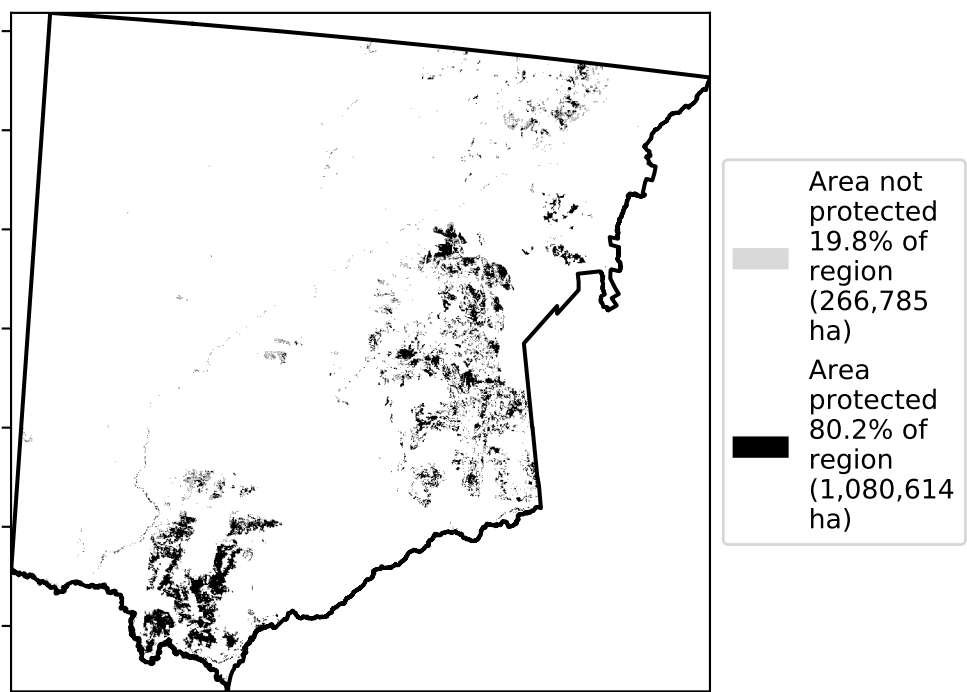 Area not
protected
19.8% of
region
(266,785
ha)
Area
protected
80.2% of
region
(1,080,614
ha)